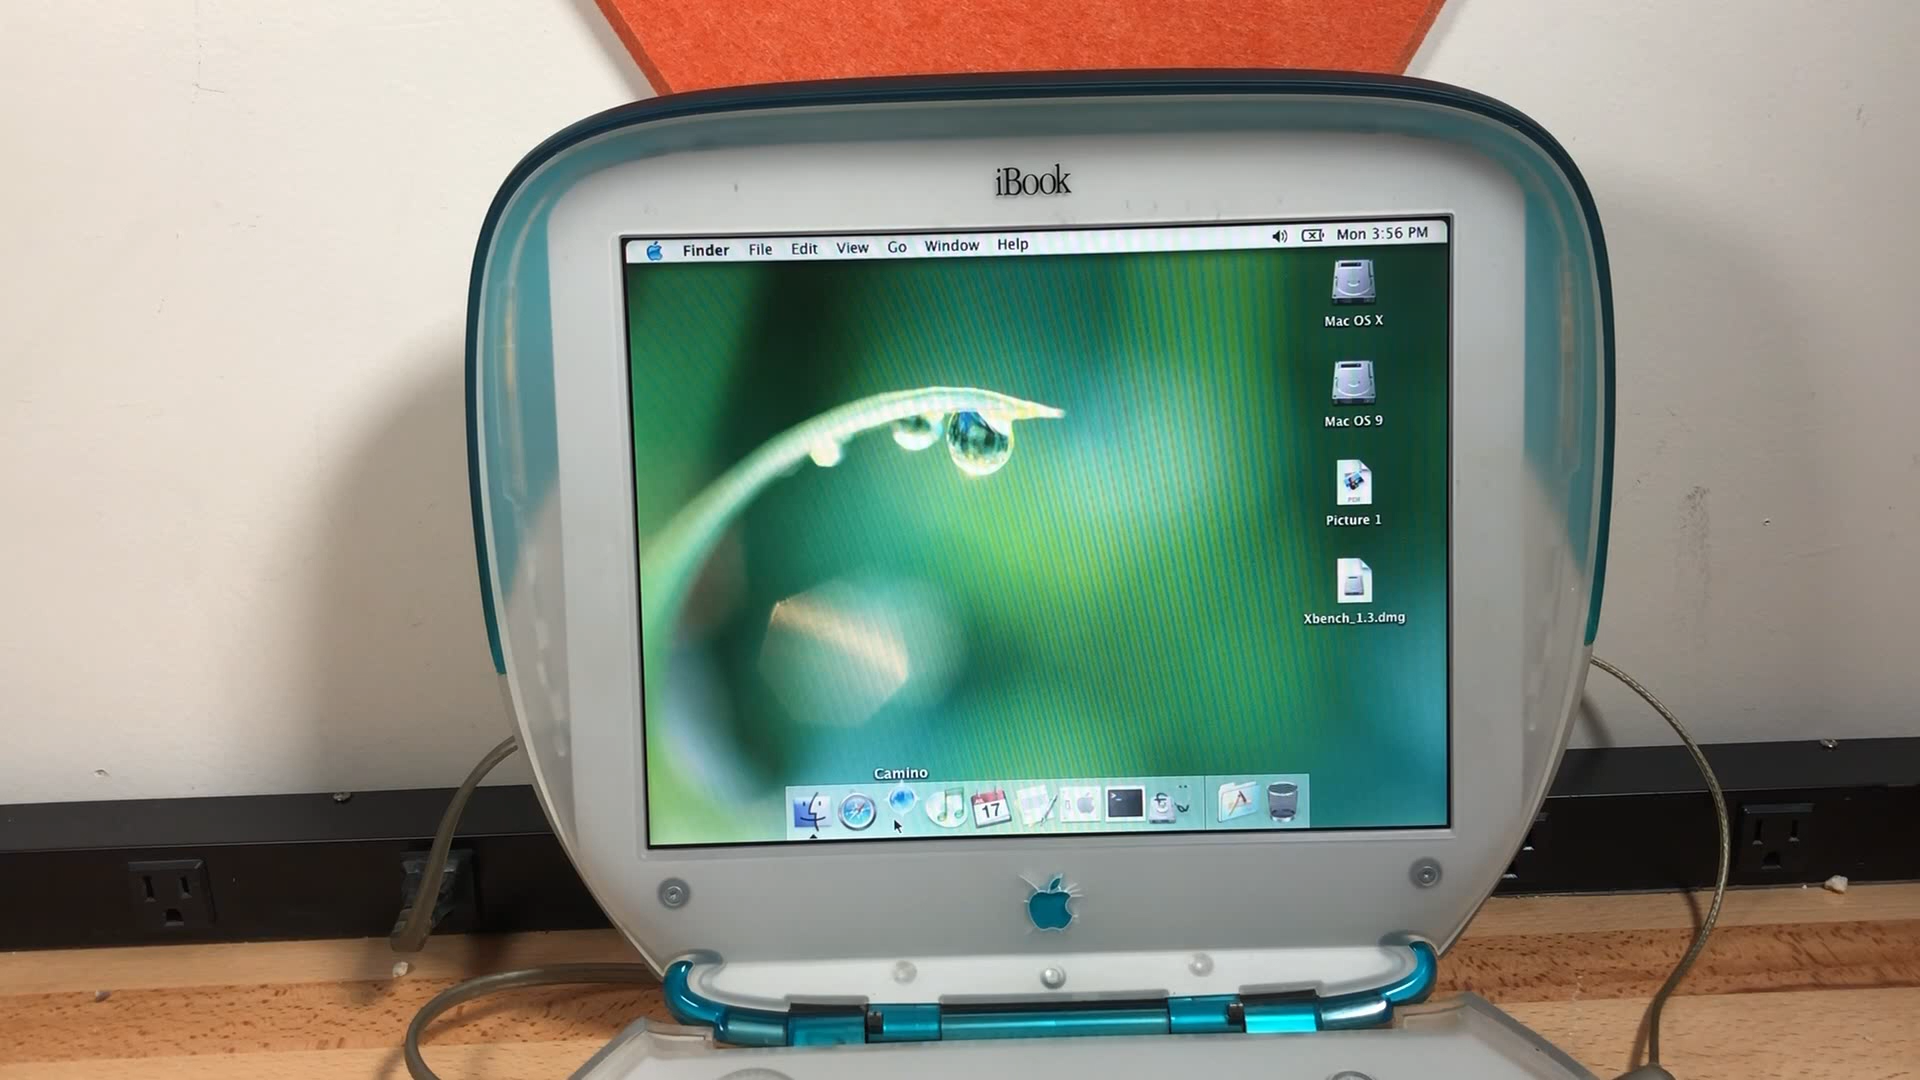 iBook
Finder File Edit View Go Window Help Mon 3:56 PM
Mac OS X
Mac OS 9
PDF
Picture 1
Xbench_1.3.dmg
Camino
17